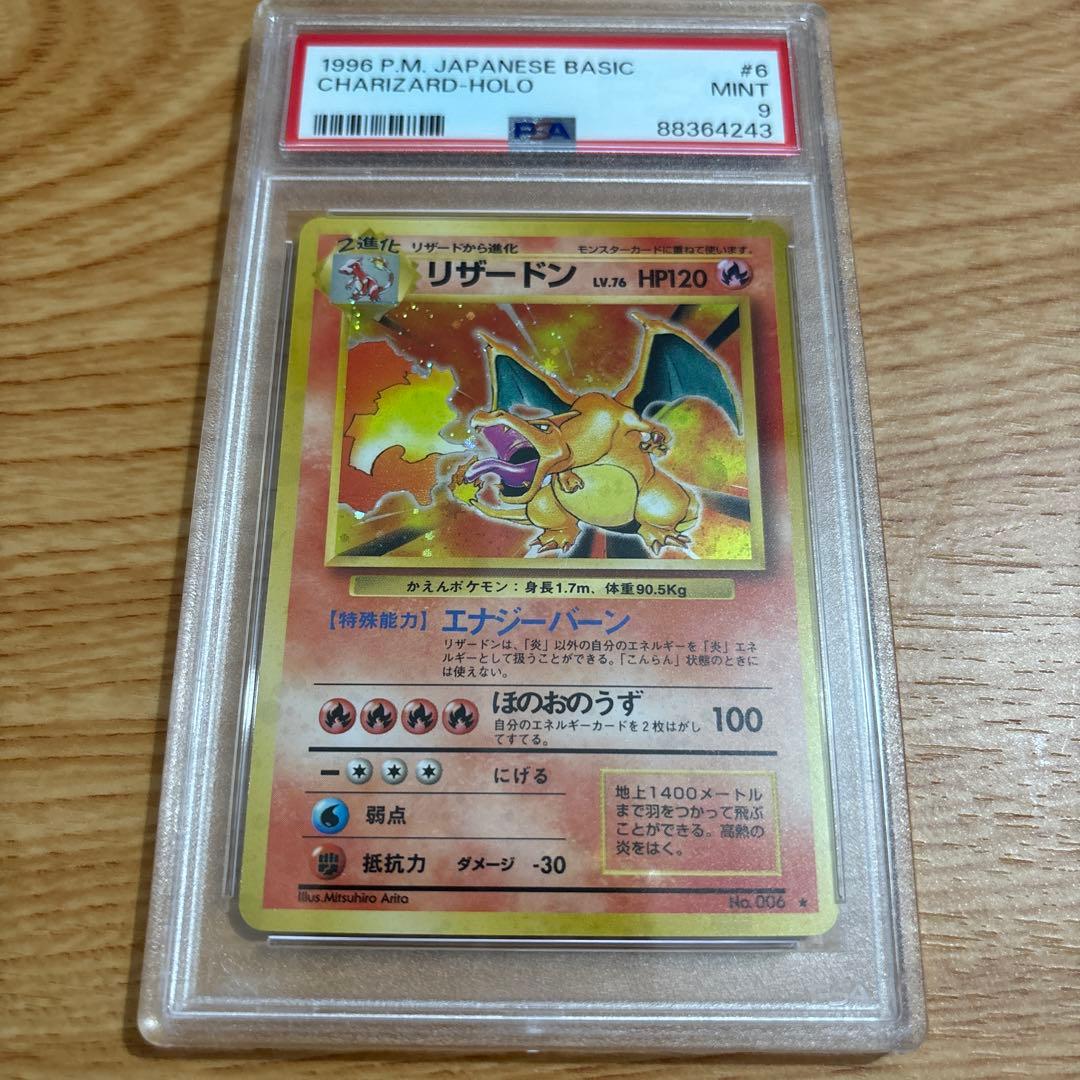 1996 P.M. JAPANESE BASIC #6
CHARIZARD-HOLO MINT
9
PSA 88364243
2進化 リザードから進化 モンスターカードに重ねて使います。
リザードン LV.76 HP120
かえんポケモン：身長1.7m、体重90.5Kg
【特殊能力】エナジーバーン
リザードンは、「炎」以外の自分のエネルギーを「炎」エネ
ルギーとして扱うことができる。「こんらん」状態のときに
は使えない。
ほのおのうず 100
自分のエネルギーカードを2枚はがし
てすてる。
にげる
弱点
抵抗力 ダメージ -30
地上1400メートル
まで羽をつかって飛ぶ
ことができる。高熱の
炎をはく。
Illus.Mitsuhiro Arita No. 006 ★